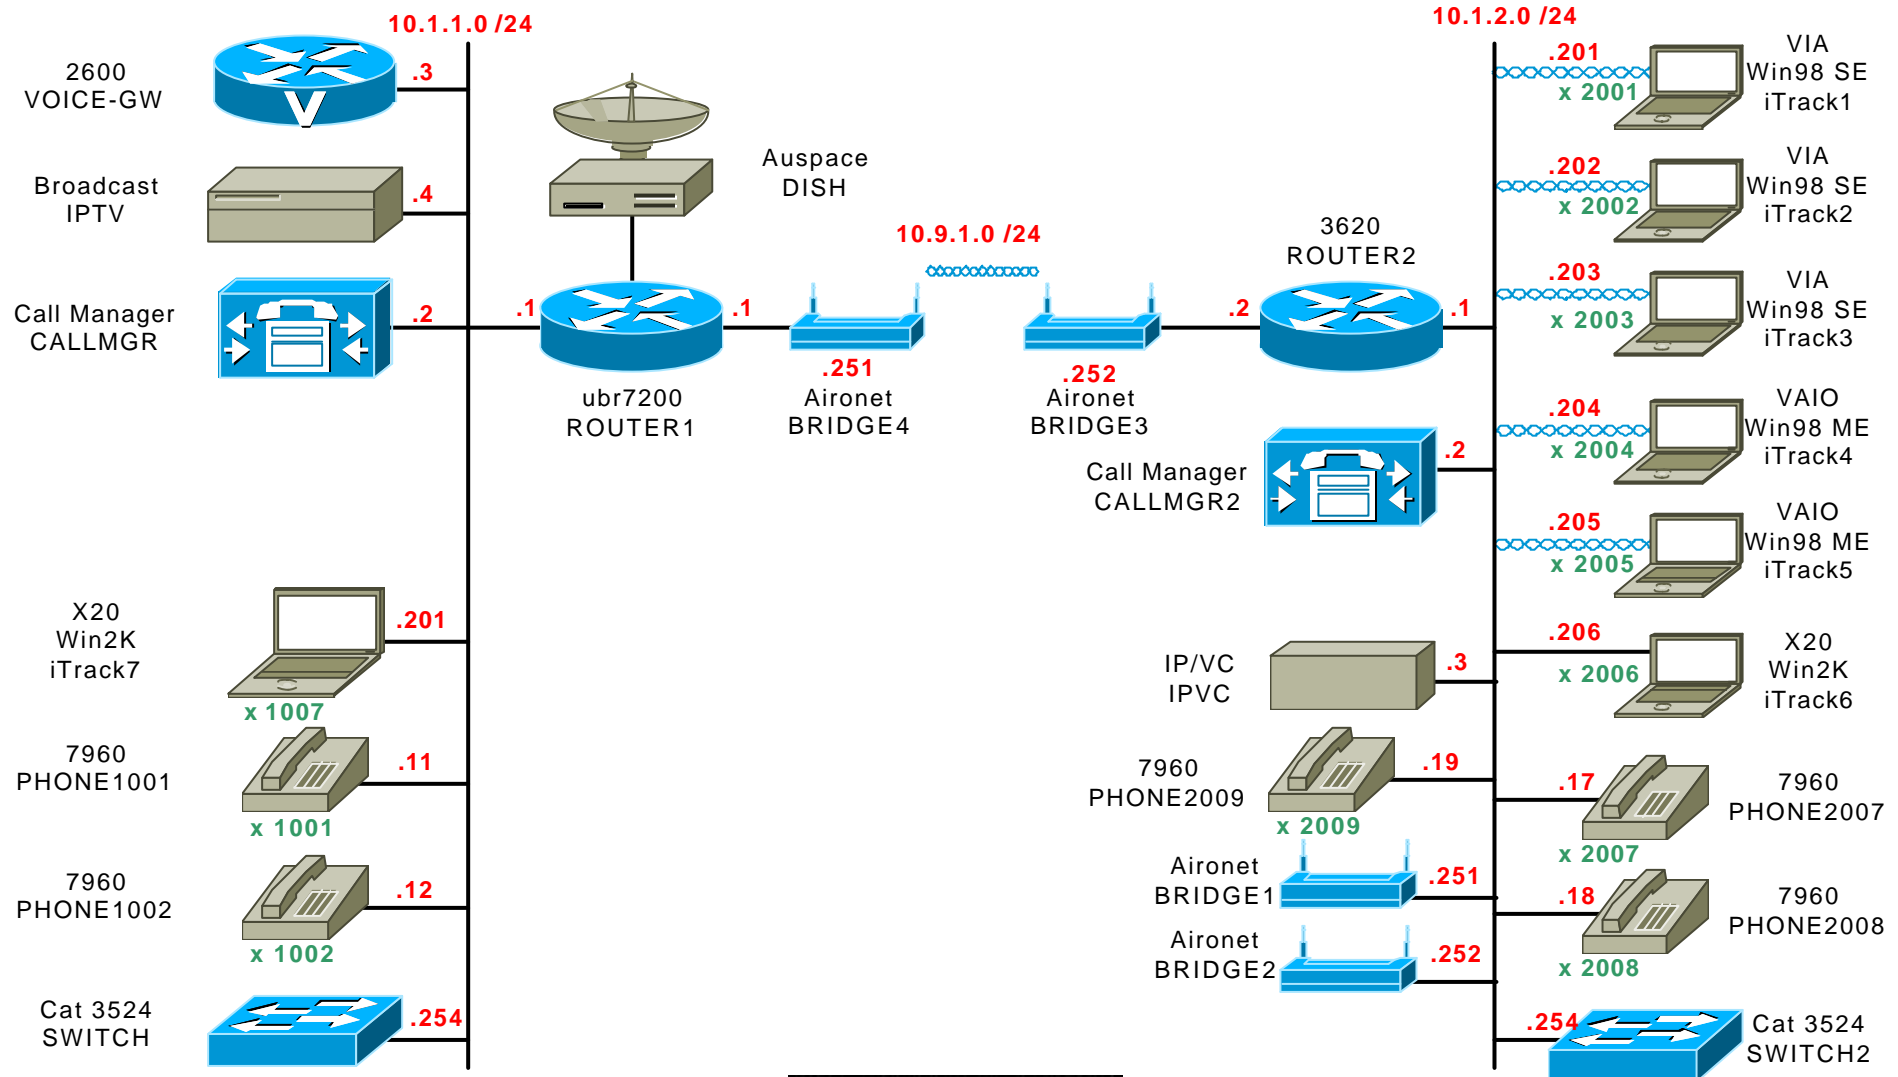 10.1.1.0 /24
2600
VOICE-GW
.3
Broadcast
IPTV
.4
Call Manager
CALLMGR
.2
.1
Auspace
DISH
ubr7200
ROUTER1
.1
.251
Aironet
BRIDGE4
10.9.1.0 /24
.252
Aironet
BRIDGE3
.2
3620
ROUTER2
.1
X20
Win2K
iTrack7
.201
x 1007
7960
PHONE1001
.11
x 1001
7960
PHONE1002
.12
x 1002
Cat 3524
SWITCH
.254
10.1.2.0 /24
.201
x 2001
VIA
Win98 SE
iTrack1
.202
x 2002
VIA
Win98 SE
iTrack2
.203
x 2003
VIA
Win98 SE
iTrack3
.204
x 2004
VAIO
Win98 ME
iTrack4
Call Manager
CALLMGR2
.2
.205
x 2005
VAIO
Win98 ME
iTrack5
IP/VC
IPVC
.3
.206
x 2006
X20
Win2K
iTrack6
7960
PHONE2009
.19
x 2009
.17
x 2007
7960
PHONE2007
Aironet
BRIDGE1
.251
.18
x 2008
7960
PHONE2008
Aironet
BRIDGE2
.252
.254
Cat 3524
SWITCH2